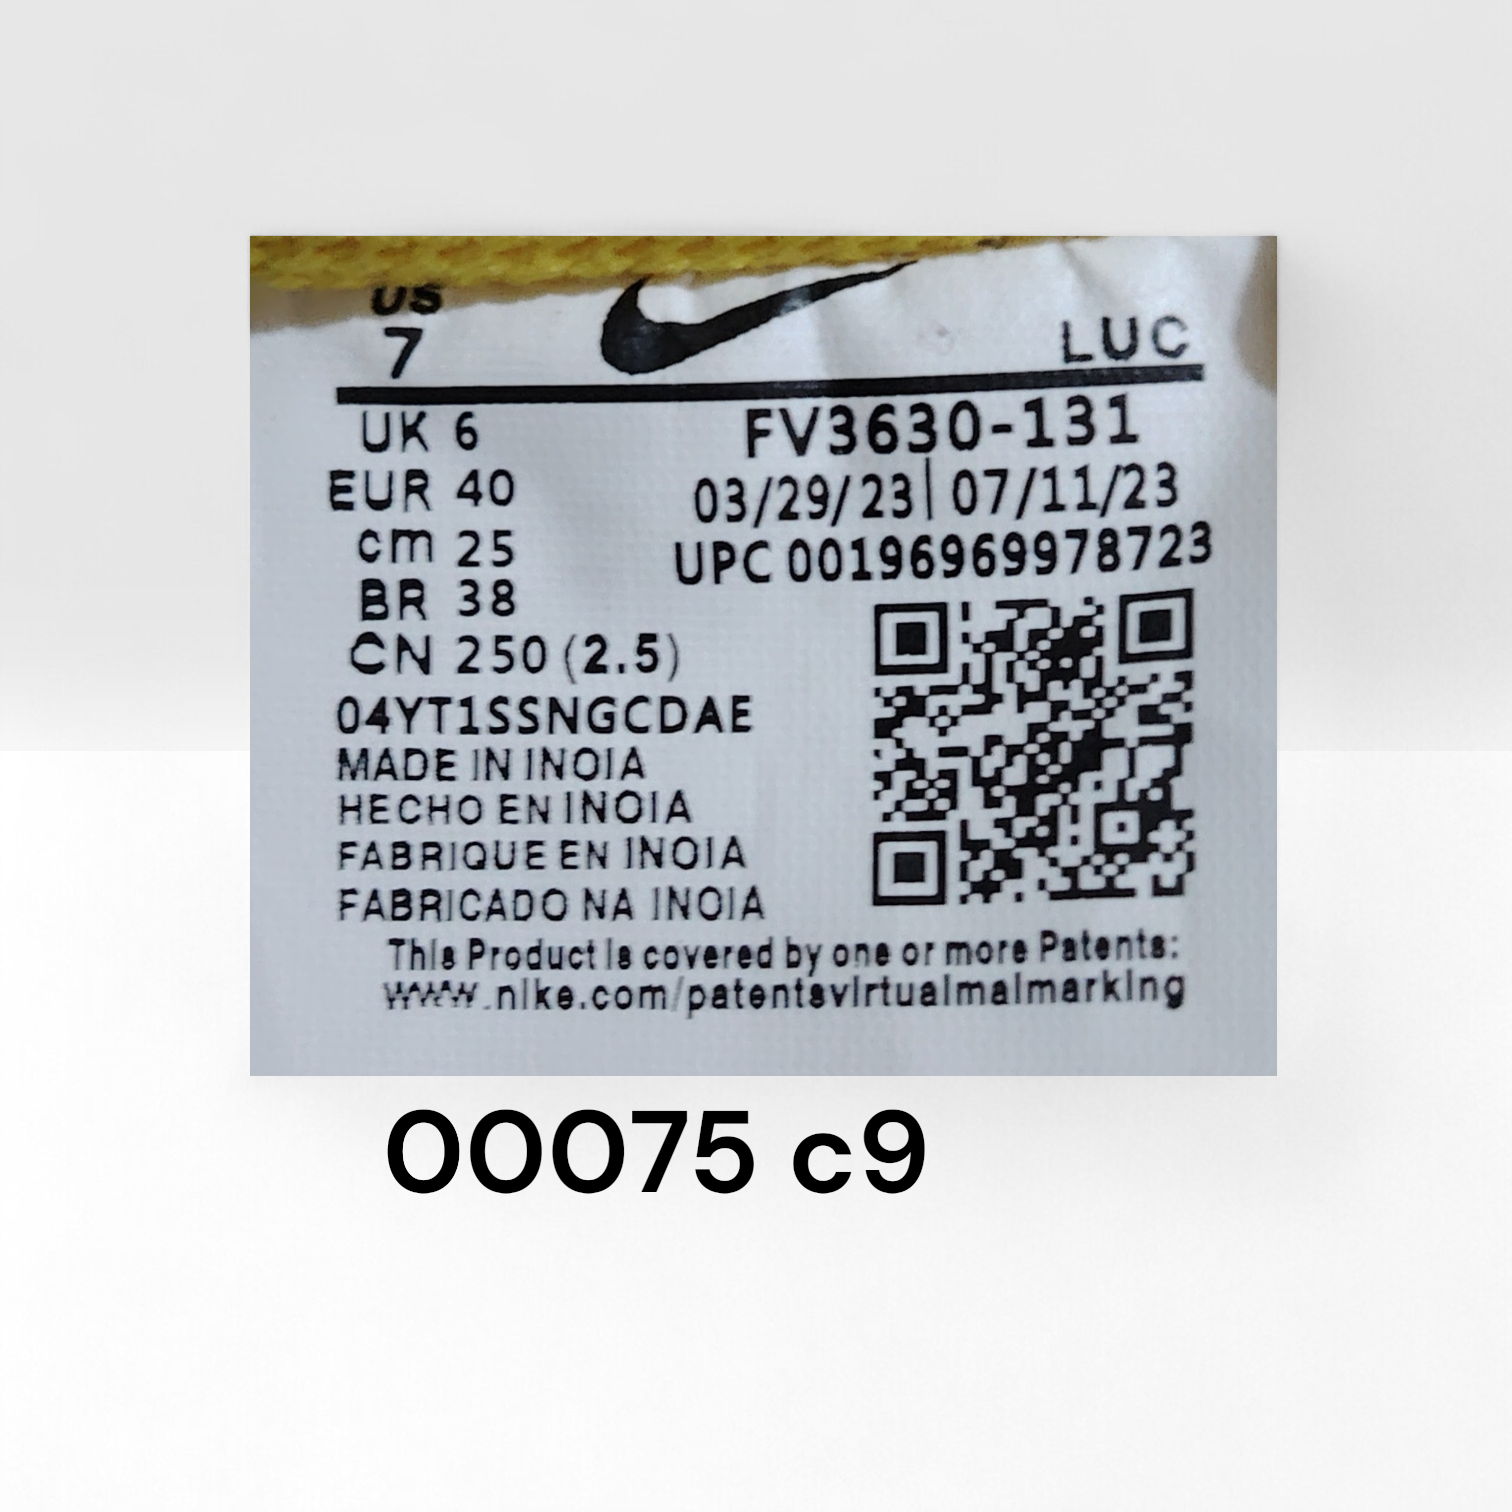 US
7
LUC
UK 6
FV3630-131
EUR 40
03/29/23| 07/11/23
cm 25
UPC 00196969978723
BR 38
CN 250 (2.5)
04YT1SSNGCDAE
MADE IN INOIA
HECHO EN INOIA
FABRIQUE EN INOIA
FABRICADO NA INOIA
This Product is covered by one or more Patents:
www.nike.com/patentsvirtualmalmarking
00075 c9